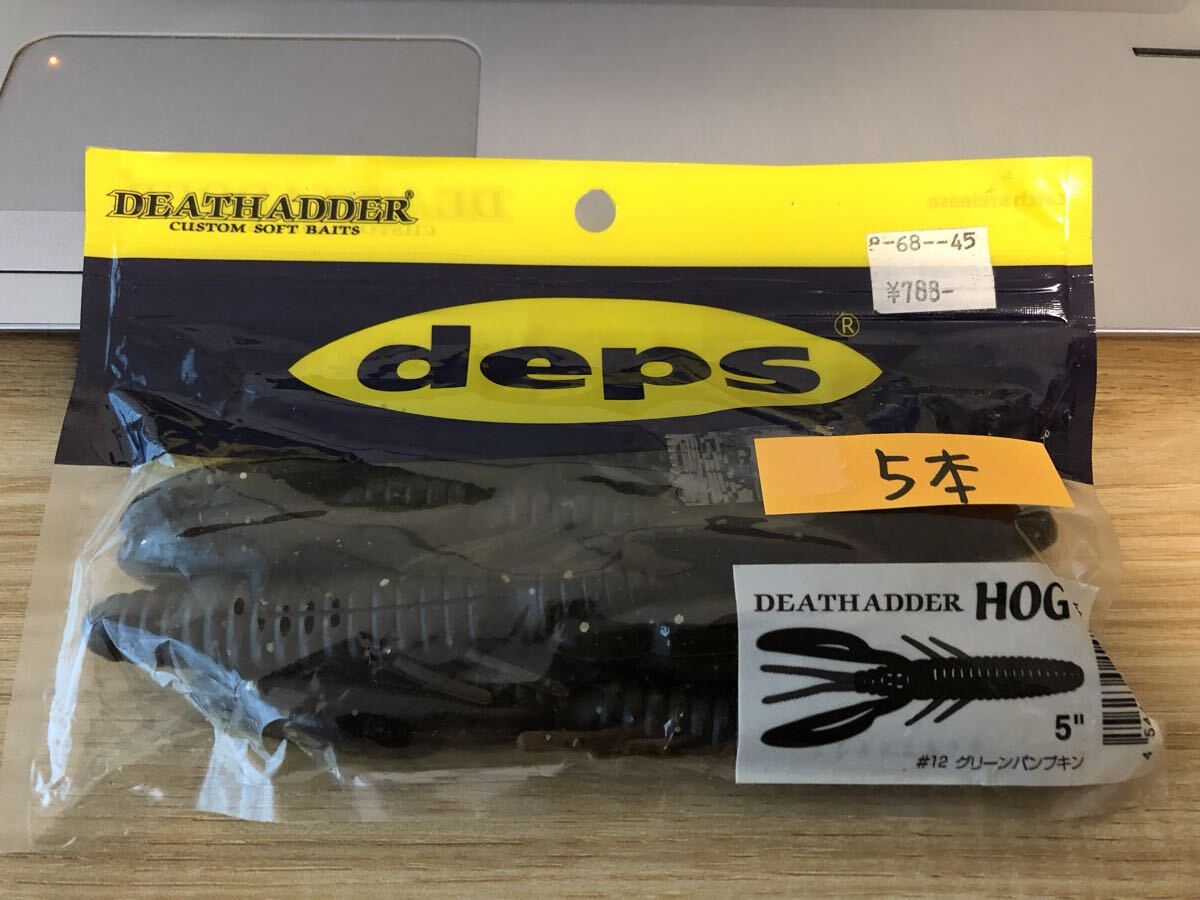 DEATHADDER®
CUSTOM SOFT BAITS
8-68--45
¥788-
deps®
5本
DEATHADDER HOG
5"
#12 グリーンパンプキン